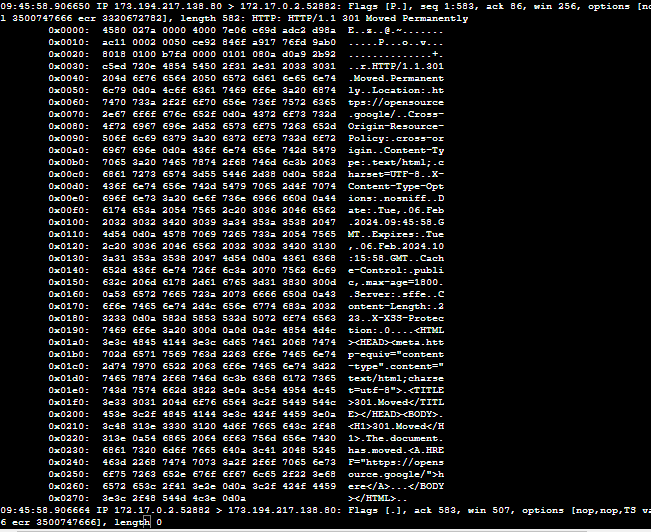 09:45:58.906650 IP 173.194.217.138.80 > 172.17.0.2.52882: Flags [P.], seq 1:583, ack 86, win 256, options [no
l 3500747666 ecr 3320672782], length 582: HTTP: HTTP/1.1 301 Moved Permanently
0x0000: 4580 027a 0000 4000 7e06 c69d adc2 d98a E..z..@.~.......
0x0010: ac11 0002 0050 ce92 846f a917 76fd 9ab0 .....P...o..v...
0x0020: 8018 0100 b7fd 0000 0101 080a d0a9 2b92 ..............+.
0x0030: c5ed 720e 4854 5450 2f31 2e31 2033 3031 ..r.HTTP/1.1.301
0x0040: 204d 6f76 6564 2050 6572 6d61 6e65 6e74 .Moved.Permanent
0x0050: 6c79 0d0a 4c6f 6361 7469 6f6e 3a20 6874 ly..Location:.ht
0x0060: 7470 733a 2f2f 6f70 656e 736f 7572 6365 tps://opensource
0x0070: 2e67 6f6f 676c 652f 0d0a 4372 6f73 732d .google/..Cross-
0x0080: 4f72 6967 696e 2d52 6573 6f75 7263 652d Origin-Resource-
0x0090: 506f 6c69 6379 3a20 6372 6f73 732d 6f72 Policy:.cross-or
0x00a0: 6967 696e 0d0a 436f 6e74 656e 742d 5479 igin..Content-Ty
0x00b0: 7065 3a20 7465 7874 2f68 746d 6c3b 2063 pe:.text/html;.c
0x00c0: 6861 7273 6574 3d55 5446 2d38 0d0a 582d harset=UTF-8..X-
0x00d0: 436f 6e74 656e 742d 5479 7065 2d4f 7074 Content-Type-Opt
0x00e0: 696f 6e73 3a20 6e6f 736e 6966 660d 0a44 ions:.nosniff..D
0x00f0: 6174 653a 2054 7565 2c20 3036 2046 6562 ate:.Tue,.06.Feb
0x0100: 2032 3032 3420 3039 3a34 353a 3538 2047 .2024.09:45:58.G
0x0110: 4d54 0d0a 4578 7069 7265 733a 2054 7565 MT..Expires:.Tue
0x0120: 2c20 3036 2046 6562 2032 3032 3420 3130 ,.06.Feb.2024.10
0x0130: 3a31 353a 3538 2047 4d54 0d0a 4361 6368 :15:58.GMT..Cach
0x0140: 652d 436f 6e74 726f 6c3a 2070 7562 6c69 e-Control:.publi
0x0150: 632c 206d 6178 2d61 6765 3d31 3830 300d c,.max-age=1800.
0x0160: 0a53 6572 7665 723a 2073 6666 650d 0a43 .Server:.sffe..C
0x0170: 6f6e 7465 6e74 2d4c 656e 6774 683a 2032 ontent-Length:.2
0x0180: 3233 0d0a 582d 5853 532d 5072 6f74 6563 23..X-XSS-Protec
0x0190: 7469 6f6e 3a20 300d 0a0d 0a3c 4854 4d4c tion:.0....<HTML
0x01a0: 3e3c 4845 4144 3e3c 6d65 7461 2068 7474 ><HEAD><meta.htt
0x01b0: 702d 6571 7569 763d 2263 6f6e 7465 6e74 p-equiv="content
0x01c0: 2d74 7970 6522 2063 6f6e 7465 6e74 3d22 -type".content="
0x01d0: 7465 7874 2f68 746d 6c3b 6368 6172 7365 text/html;charse
0x01e0: 743d 7574 662d 3822 3e0a 3c54 4954 4c45 t=utf-8">.<TITLE
0x01f0: 3e33 3031 204d 6f76 6564 3c2f 5449 544c >301.Moved</TITL
0x0200: 453e 3c2f 4845 4144 3e3c 424f 4459 3e0a E></HEAD><BODY>.
0x0210: 3c48 313e 3330 3120 4d6f 7665 643c 2f48 <H1>301.Moved</H
0x0220: 313e 0a54 6865 2064 6f63 756d 656e 7420 1>.The.document.
0x0230: 6861 7320 6d6f 7665 640a 3c41 2048 5245 has.moved.<A.HRE
0x0240: 463d 2268 7474 7073 3a2f 2f6f 7065 6e73 F="https://opens
0x0250: 6f75 7263 652e 676f 6f67 6c65 2f22 3e68 ource.google/">h
0x0260: 6572 653c 2f41 3e2e 0d0a 3c2f 424f 4459 ere</A>...</BODY
0x0270: 3e3c 2f48 544d 4c3e 0d0a ></HTML>..
09:45:58.906664 IP 172.17.0.2.52882 > 173.194.217.138.80: Flags [.], ack 583, win 507, options [nop,nop,TS va
6 ecr 3500747666], length 0